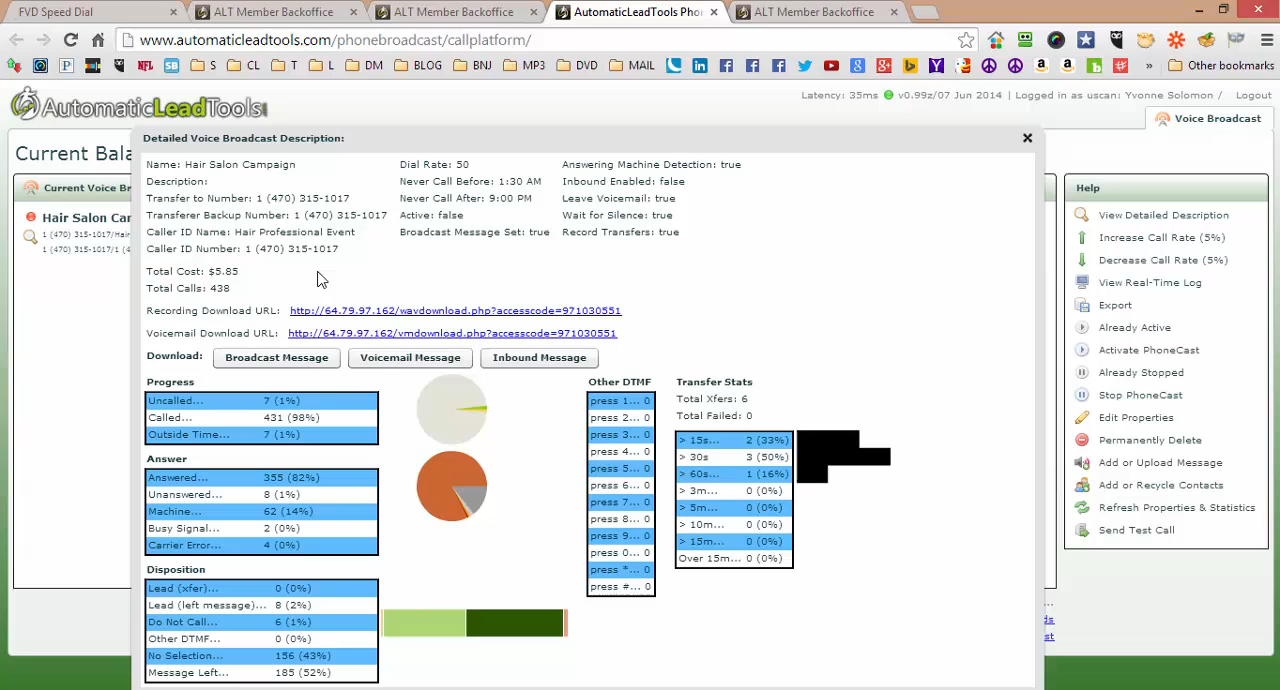 FVD Speed Dial
ALT Member Backoffice
ALT Member Backoffice
AutomaticLeadTools Pho
ALT Member Backoffice
www.automaticleadtools.com/phonebroadcast/callplatform/
NFL SB S CL T L DM BLOG BNJ MP3 DVD MAIL » Other bookmarks
AutomaticLeadTools
Latency: 35ms v0.99z/07 Jun 2014 | Logged in as uscan: Yvonne Solomon / Logout
Voice Broadcast
Current Bala
Current Voice Br
Hair Salon Can
1 (470) 315-1017/Hair
1 (470) 315-1017/1 (4
Detailed Voice Broadcast Description:
Name: Hair Salon Campaign
Description:
Transfer to Number: 1 (470) 315-1017
Transferer Backup Number: 1 (470) 315-1017
Caller ID Name: Hair Professional Event
Caller ID Number: 1 (470) 315-1017
Dial Rate: 50
Never Call Before: 1:30 AM
Never Call After: 9:00 PM
Active: false
Broadcast Message Set: true
Answering Machine Detection: true
Inbound Enabled: false
Leave Voicemail: true
Wait for Silence: true
Record Transfers: true
Total Cost: $5.85
Total Calls: 438
Recording Download URL: http://64.79.97.162/wavdownload.php?accesscode=971030551
Voicemail Download URL: http://64.79.97.162/vmdownload.php?accesscode=971030551
Download: Broadcast Message Voicemail Message Inbound Message
Progress
Uncalled... 7 (1%)
Called... 431 (98%)
Outside Time... 7 (1%)
Answer
Answered... 355 (82%)
Unanswered... 8 (1%)
Machine... 62 (14%)
Busy Signal... 2 (0%)
Carrier Error... 4 (0%)
Disposition
Lead (xfer)... 0 (0%)
Lead (left message)... 8 (2%)
Do Not Call... 6 (1%)
Other DTMF... 0 (0%)
No Selection... 156 (43%)
Message Left... 185 (52%)
Other DTMF
press 1... 0
press 2... 0
press 3... 0
press 4... 0
press 5... 0
press 6... 0
press 7... 0
press 8... 0
press 9... 0
press 0... 0
press *... 0
press #... 0
Transfer Stats
Total Xfers: 6
Total Failed: 0
> 15s... 2 (33%)
> 30s 3 (50%)
> 60s... 1 (16%)
> 3m... 0 (0%)
> 5m... 0 (0%)
> 10m... 0 (0%)
> 15m... 0 (0%)
Over 15m... 0 (0%)
Help
View Detailed Description
Increase Call Rate (5%)
Decrease Call Rate (5%)
View Real-Time Log
Export
Already Active
Activate PhoneCast
Already Stopped
Stop PhoneCast
Edit Properties
Permanently Delete
Add or Upload Message
Add or Recycle Contacts
Refresh Properties & Statistics
Send Test Call
...
ds
st